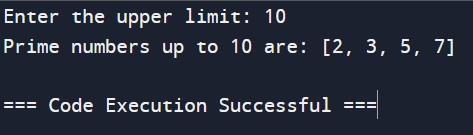 Enter the upper limit: 10
Prime numbers up to 10 are: [2, 3, 5, 7]
=== Code Execution Successful ===